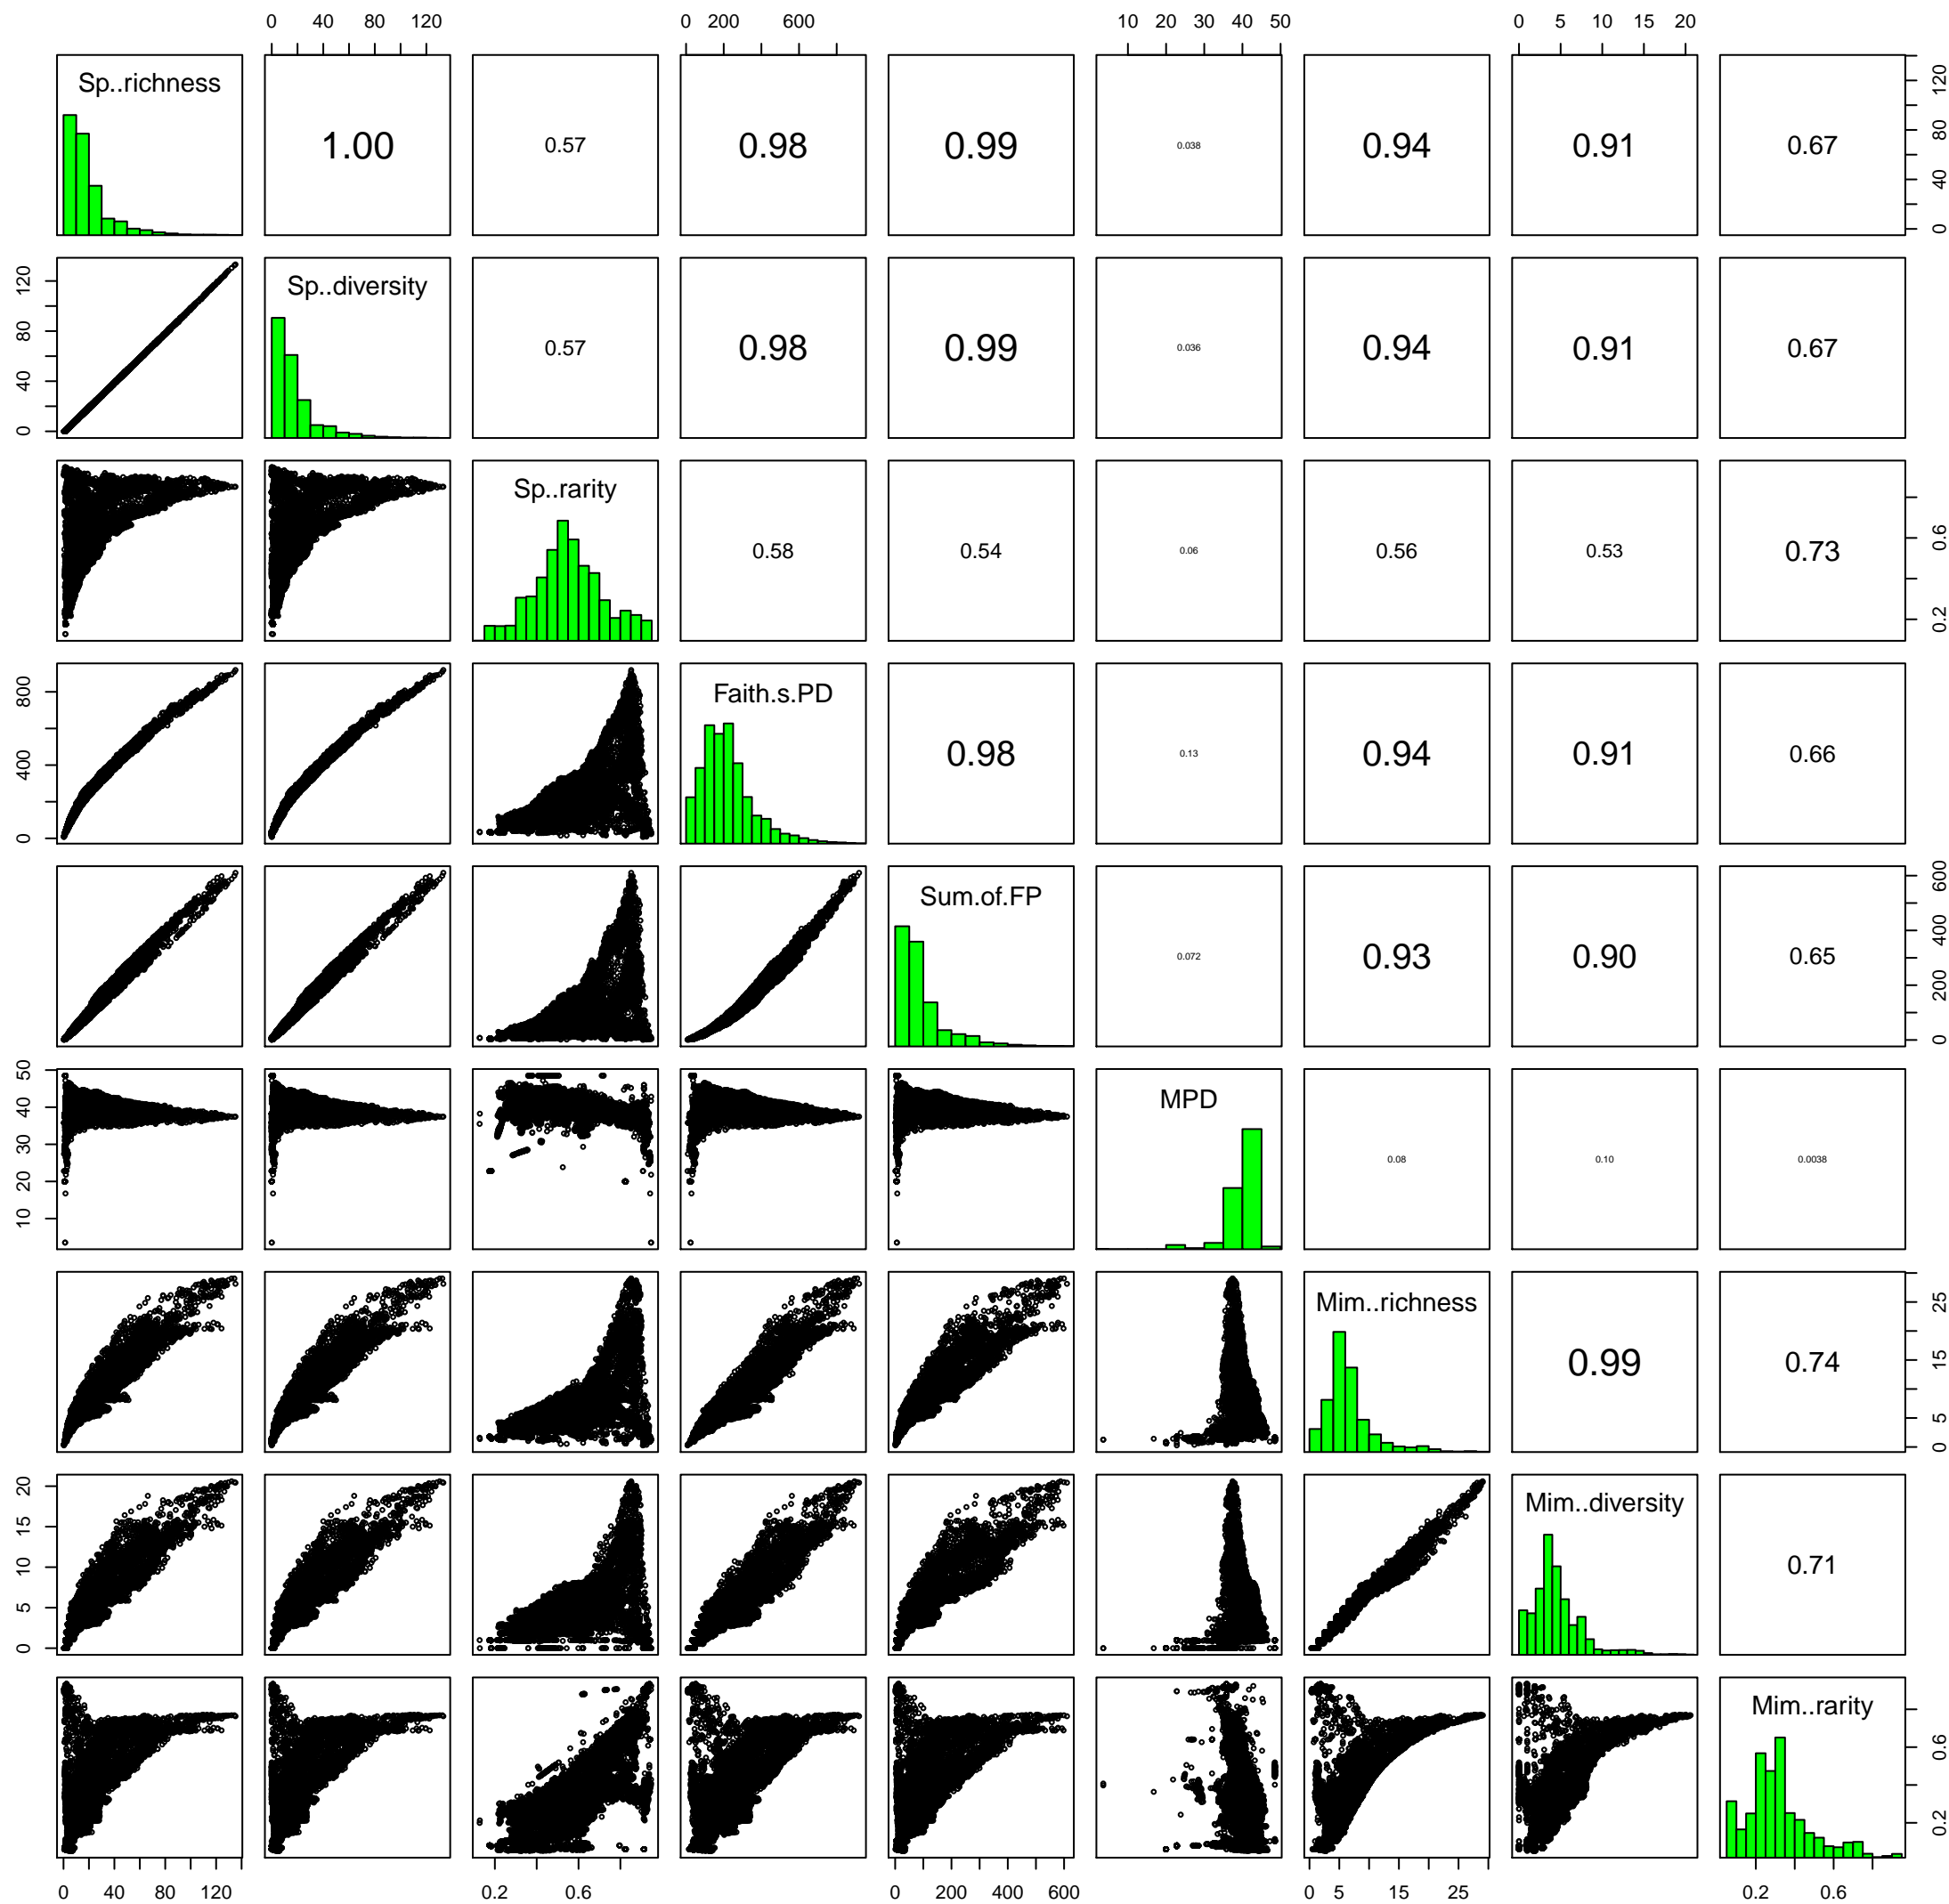 0 40 80 120 0 200 600 10 20 30 40 50 0 5 10 15 20
Sp..richness 1.00 0.57 0.98 0.99 0.038 0.94 0.91 0.67 0 40 80 120
0 40 80 120 Sp..diversity 0.57 0.98 0.99 0.036 0.94 0.91 0.67
Sp..rarity 0.58 0.54 0.06 0.56 0.53 0.73 0.2 0.6
0 400 800 Faith.s.PD 0.98 0.13 0.94 0.91 0.66
Sum.of.FP 0.072 0.93 0.90 0.65 0 200 400 600
10 20 30 40 50 MPD 0.08 0.10 0.0038
Mim..richness 0.99 0.74 0 5 15 25
0 5 10 15 20 Mim..diversity 0.71
Mim..rarity 0.2 0.6
0 40 80 120 0.2 0.6 0 200 400 600 0 5 15 25 0.2 0.6